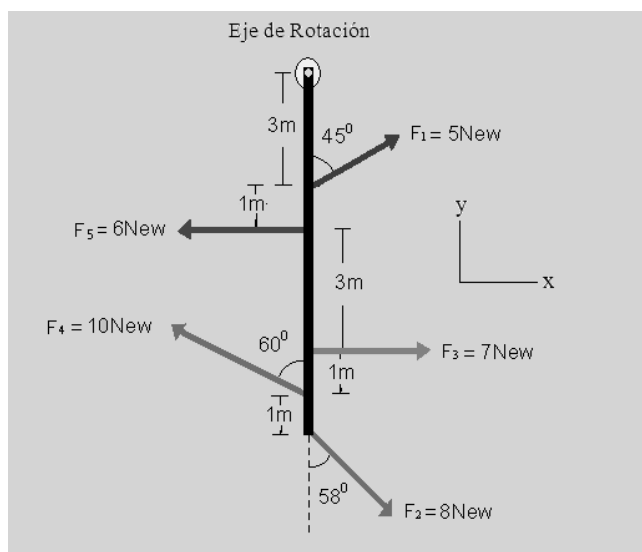 Eje de Rotación
3m
45⁰
F₁ = 5New
1m
F₅ = 6New
y
x
3m
F₄ = 10New
60⁰
F₃ = 7New
1m
1m
58⁰
F₂ = 8New